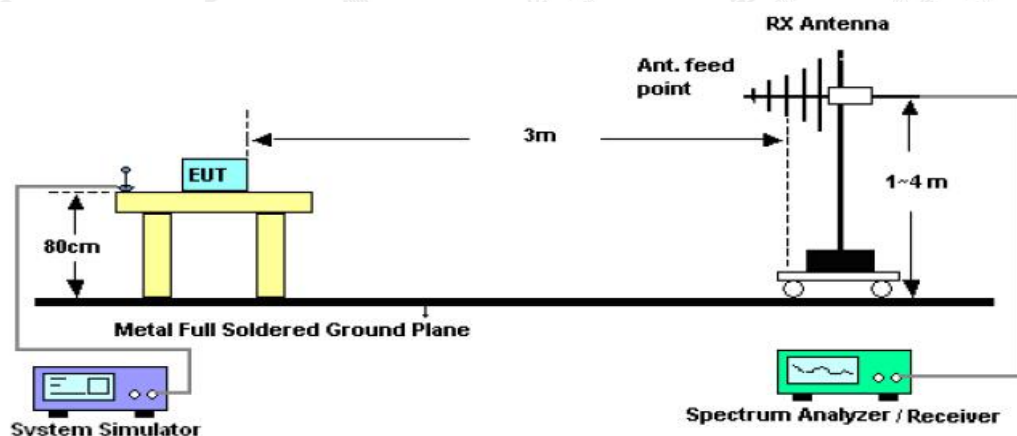 RX Antenna
Ant. feed
point
3m
EUT
1~4 m
80cm
Metal Full Soldered Ground Plane
System Simulator
Spectrum Analyzer / Receiver